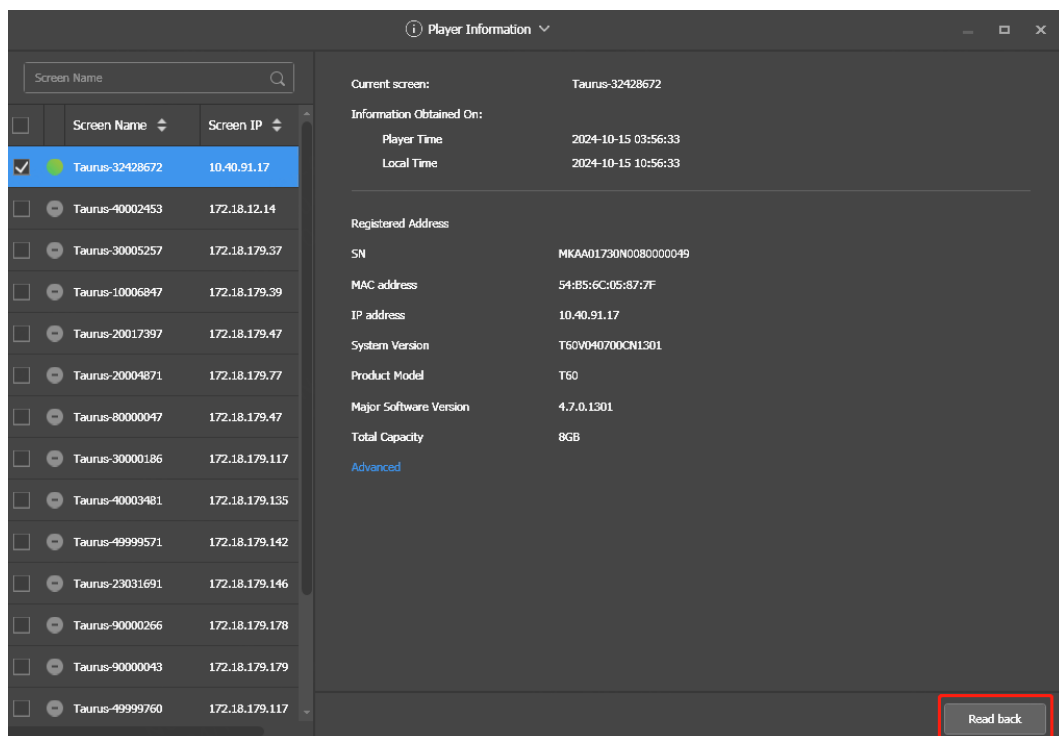 Player Information
Screen Name
Screen Name Screen IP
Taurus-32428672 10.40.91.17
Taurus-40002453 172.18.12.14
Taurus-30005257 172.18.179.37
Taurus-10006847 172.18.179.39
Taurus-20017397 172.18.179.47
Taurus-20004871 172.18.179.77
Taurus-80000047 172.18.179.47
Taurus-30000186 172.18.179.117
Taurus-40003481 172.18.179.135
Taurus-49999571 172.18.179.142
Taurus-23031691 172.18.179.146
Taurus-90000266 172.18.179.178
Taurus-90000043 172.18.179.179
Taurus-49999760 172.18.179.117
Current screen: Taurus-32428672
Information Obtained On:
Player Time 2024-10-15 03:56:33
Local Time 2024-10-15 10:56:33
Registered Address
SN MKAA01730N0080000049
MAC address 54:B5:6C:05:87:7F
IP address 10.40.91.17
System Version T60V040700CN1301
Product Model T60
Major Software Version 4.7.0.1301
Total Capacity 8GB
Advanced
Read back